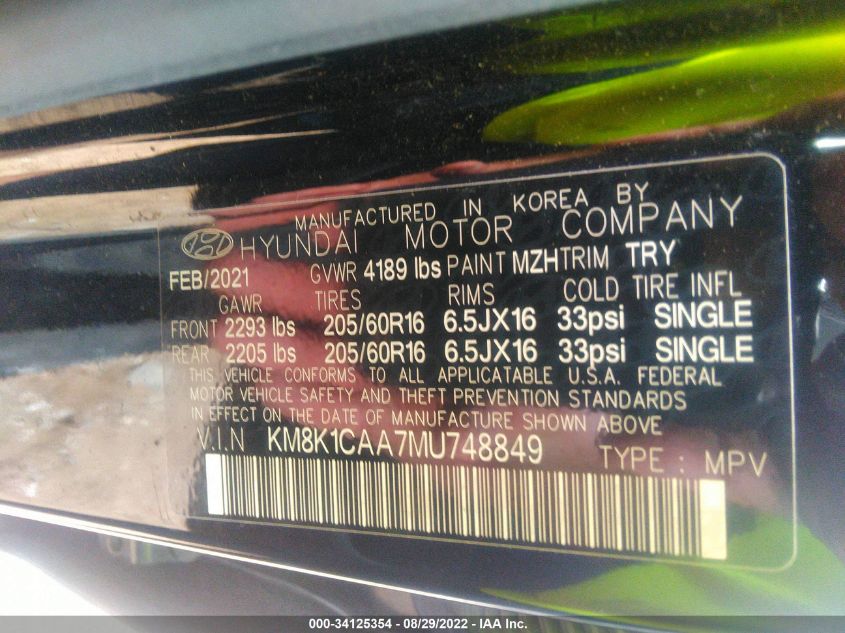 MANUFACTURED IN KOREA BY
HYUNDAI MOTOR COMPANY
FEB/2021 GVWR 4189 lbs PAINT MZH TRIM TRY
GAWR TIRES RIMS COLD TIRE INFL
FRONT 2293 lbs 205/60R16 6.5JX16 33psi SINGLE
REAR 2205 lbs 205/60R16 6.5JX16 33psi SINGLE
THIS VEHICLE CONFORMS TO ALL APPLICATABLE U.S.A. FEDERAL
MOTOR VEHICLE SAFETY AND THEFT PREVENTION STANDARDS
IN EFFECT ON THE DATE OF MANUFACTURE SHOWN ABOVE
V.I.N KM8K1CAA7MU748849 TYPE : MPV
000-34125354 - 08/29/2022 - IAA Inc.